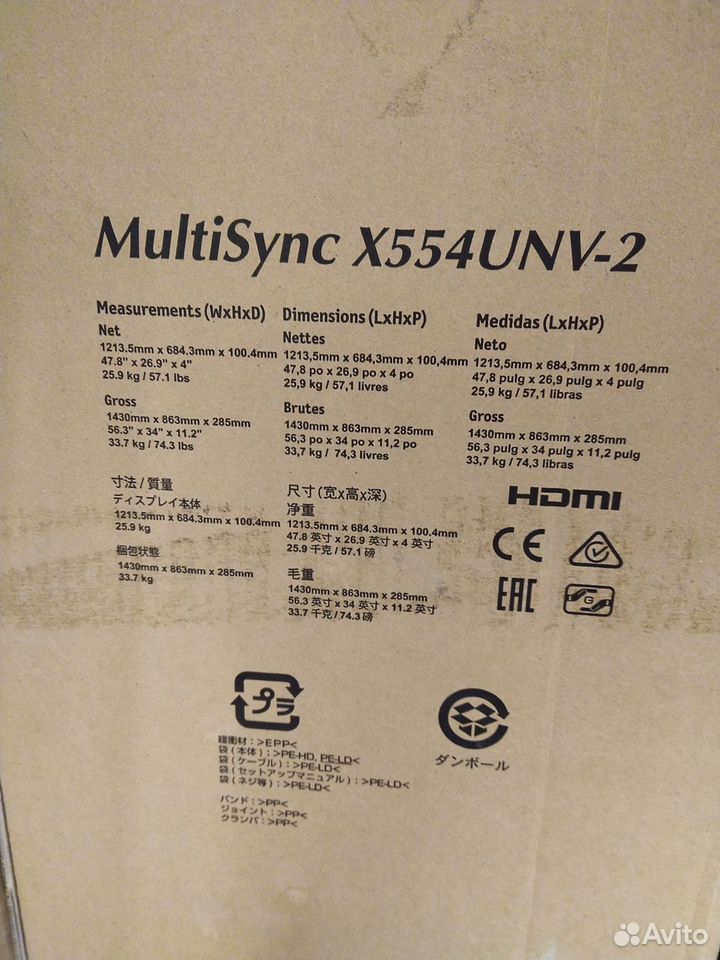 MultiSync X554UNV-2
Measurements (WxHxD)
Net
1213.5mm x 684.3mm x 100.4mm
47.8" x 26.9" x 4"
25.9 kg / 57.1 lbs
Gross
1430mm x 863mm x 285mm
56.3" x 34" x 11.2"
33.7 kg / 74.3 lbs
Dimensions (LxHxP)
Nettes
1213,5mm x 684,3mm x 100,4mm
47,8 po x 26,9 po x 4 po
25,9 kg / 57,1 livres
Brutes
1430mm x 863mm x 285mm
56,3 po x 34 po x 11,2 po
33,7 kg / 74,3 livres
Medidas (LxHxP)
Neto
1213,5mm x 684,3mm x 100,4mm
47,8 pulg x 26,9 pulg x 4 pulg
25,9 kg / 57,1 libras
Gross
1430mm x 863mm x 285mm
56,3 pulg x 34 pulg x 11,2 pulg
33,7 kg / 74,3 libras
寸法 / 質量
ディスプレイ本体
1213.5mm x 684.3mm x 100.4mm
25.9 kg
梱包状態
1430mm x 863mm x 285mm
33.7 kg
尺寸 (宽x高x深)
净重
1213.5mm x 684.3mm x 100.4mm
47.8 英寸 x 26.9 英寸 x 4 英寸
25.9 千克 / 57.1 磅
毛重
1430mm x 863mm x 285mm
56.3 英寸 x 34 英寸 x 11.2 英寸
33.7 千克 / 74.3 磅
HDMI
CE
EAC
G
プラ
緩衝材 : >EPP<
袋 (本体) : >PE-HD, PE-LD<
袋 (ケーブル) : >PE-LD<
袋 (セットアップマニュアル) : >PE-LD<
袋 (ネジ等) : >PE-LD<
バンド : >PP<
ジョイント : >PP<
クランパ : >PP<
ダンボール
Avito